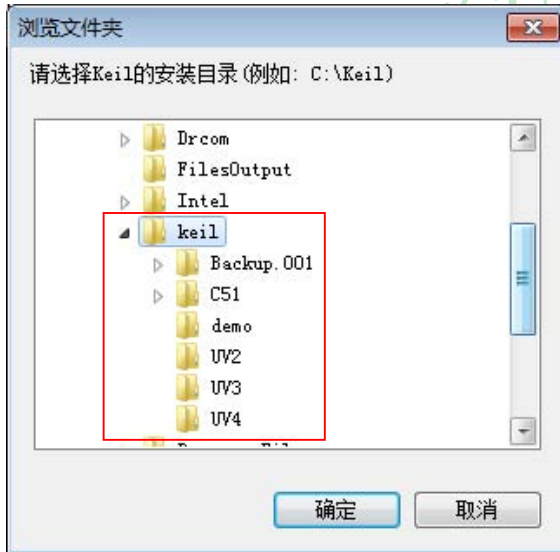 浏览文件夹
请选择Keil的安装目录(例如: C:\Keil)
Drcom
FilesOutput
Intel
keil
Backup.001
C51
demo
UV2
UV3
UV4
确定
取消